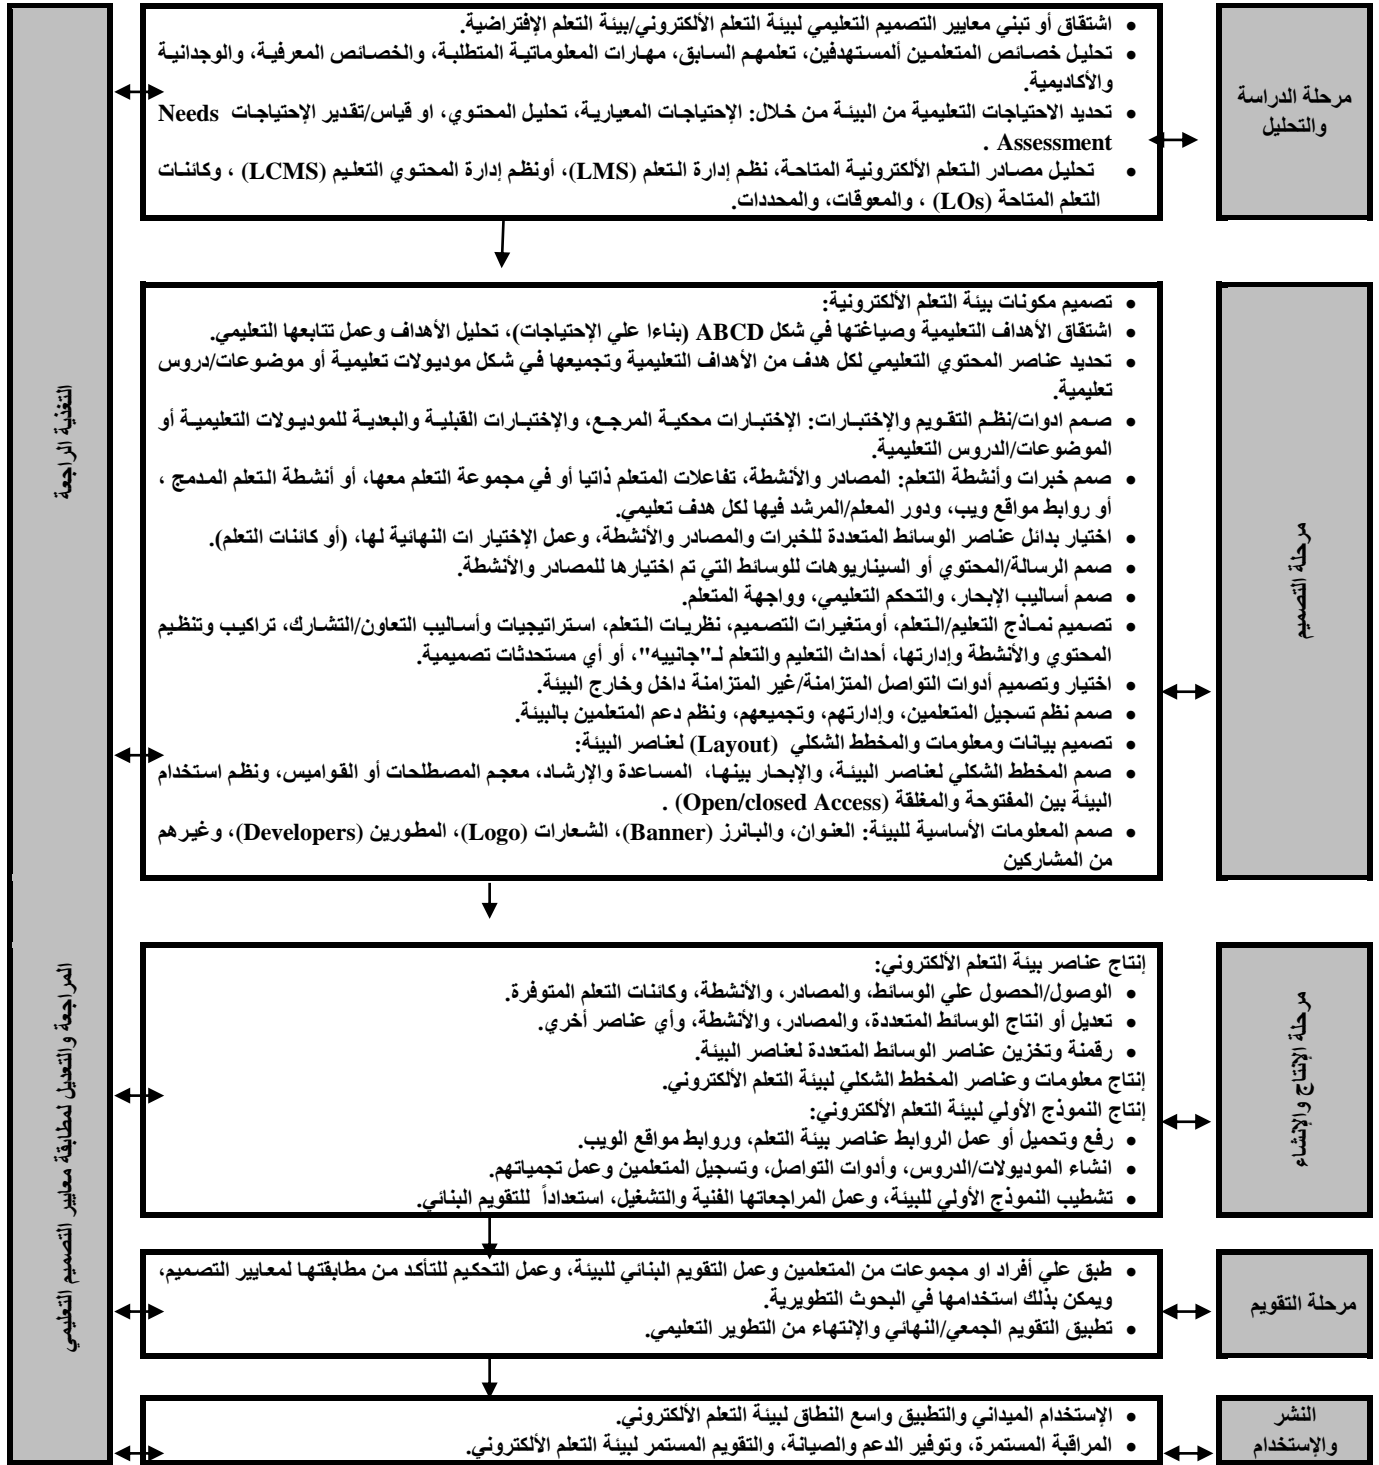 مرحلة الدراسة
والتحليل
• اشتقاق أو تبني معايير التصميم التعليمي لبيئة التعلم الألكتروني/بيئة التعلم الإفتراضية.
• تحليل خصائص المتعلمين ألمستهدفين، تعلمهم السابق، مهارات المعلوماتية المتطلبة، والخصائص المعرفية، والوجدانية
والأكاديمية.
• تحديد الاحتياجات التعليمية من البيئة من خلال: الإحتياجات المعيارية، تحليل المحتوي، او قياس/تقدير الإحتياجات Needs
Assessment .
• تحليل مصادر التعلم الألكترونية المتاحة، نظم إدارة التعلم (LMS)، أونظم إدارة المحتوي التعليم (LCMS) ، وكائنات
التعلم المتاحة (LOs) ، والمعوقات، والمحددات.
مرحلة التصميم
• تصميم مكونات بيئة التعلم الألكترونية:
• اشتقاق الأهداف التعليمية وصياغتها في شكل ABCD (بناءا علي الإحتياجات)، تحليل الأهداف وعمل تتابعها التعليمي.
• تحديد عناصر المحتوي التعليمي لكل هدف من الأهداف التعليمية وتجميعها في شكل موديولات تعليمية أو موضوعات/دروس
تعليمية.
• صمم ادوات/نظم التقويم والإختبارات: الإختبارات محكية المرجع، والإختبارات القبلية والبعدية للموديولات التعليمية أو
الموضوعات/الدروس التعليمية.
• صمم خبرات وأنشطة التعلم: المصادر والأنشطة، تفاعلات المتعلم ذاتيا أو في مجموعة التعلم معها، أو أنشطة التعلم المدمج ،
أو روابط مواقع ويب، ودور المعلم/المرشد فيها لكل هدف تعليمي.
• اختيار بدائل عناصر الوسائط المتعددة للخبرات والمصادر والأنشطة، وعمل الإختيار ات النهائية لها، (أو كائنات التعلم).
• صمم الرسالة/المحتوي أو السيناريوهات للوسائط التي تم اختيارها للمصادر والأنشطة.
• صمم أساليب الإبحار، والتحكم التعليمي، وواجهة المتعلم.
• تصميم نماذج التعليم/التعلم، أومتغيرات التصميم، نظريات التعلم، استراتيجيات وأساليب التعاون/التشارك، تراكيب وتنظيم
المحتوي والأنشطة وإدارتها، أحداث التعليم والتعلم لـ"جانييه"، أو أي مستحدثات تصميمية.
• اختيار وتصميم أدوات التواصل المتزامنة/غير المتزامنة داخل وخارج البيئة.
• صمم نظم تسجيل المتعلمين، وإدارتهم، وتجميعهم، ونظم دعم المتعلمين بالبيئة.
• تصميم بيانات ومعلومات والمخطط الشكلي (Layout) لعناصر البيئة:
• صمم المخطط الشكلي لعناصر البيئة، والإبحار بينها، المساعدة والإرشاد، معجم المصطلحات أو القواميس، ونظم استخدام
البيئة بين المفتوحة والمغلقة (Open/closed Access) .
• صمم المعلومات الأساسية للبيئة: العنوان، والبانرز (Banner)، الشعارات (Logo)، المطورين (Developers)، وغيرهم
من المشاركين
مرحلة الإنتاج والإنشاء
إنتاج عناصر بيئة التعلم الألكتروني:
• الوصول/الحصول علي الوسائط، والمصادر، والأنشطة، وكائنات التعلم المتوفرة.
• تعديل أو انتاج الوسائط المتعددة، والمصادر، والأنشطة، وأي عناصر أخري.
• رقمنة وتخزين عناصر الوسائط المتعددة لعناصر البيئة.
إنتاج معلومات وعناصر المخطط الشكلي لبيئة التعلم الألكتروني.
إنتاج النموذج الأولي لبيئة التعلم الألكتروني:
• رفع وتحميل أو عمل الروابط عناصر بيئة التعلم، وروابط مواقع الويب.
• انشاء الموديولات/الدروس، وأدوات التواصل، وتسجيل المتعلمين وعمل تجمياتهم.
• تشطيب النموذج الأولي للبيئة، وعمل المراجعاتها الفنية والتشغيل، استعداداً للتقويم البنائي.
مرحلة التقويم
• طبق علي أفراد او مجموعات من المتعلمين وعمل التقويم البنائي للبيئة، وعمل التحكيم للتأكد من مطابقتها لمعايير التصميم،
ويمكن بذلك استخدامها في البحوث التطويرية.
• تطبيق التقويم الجمعي/النهائي والإنتهاء من التطوير التعليمي.
النشر
والإستخدام
• الإستخدام الميداني والتطبيق واسع النطاق لبيئة التعلم الألكتروني.
• المراقبة المستمرة، وتوفير الدعم والصيانة، والتقويم المستمر لبيئة التعلم الألكتروني.
التغذية الراجعة
المراجعة والتعديل لمطابقة معايير التصميم التعليمي